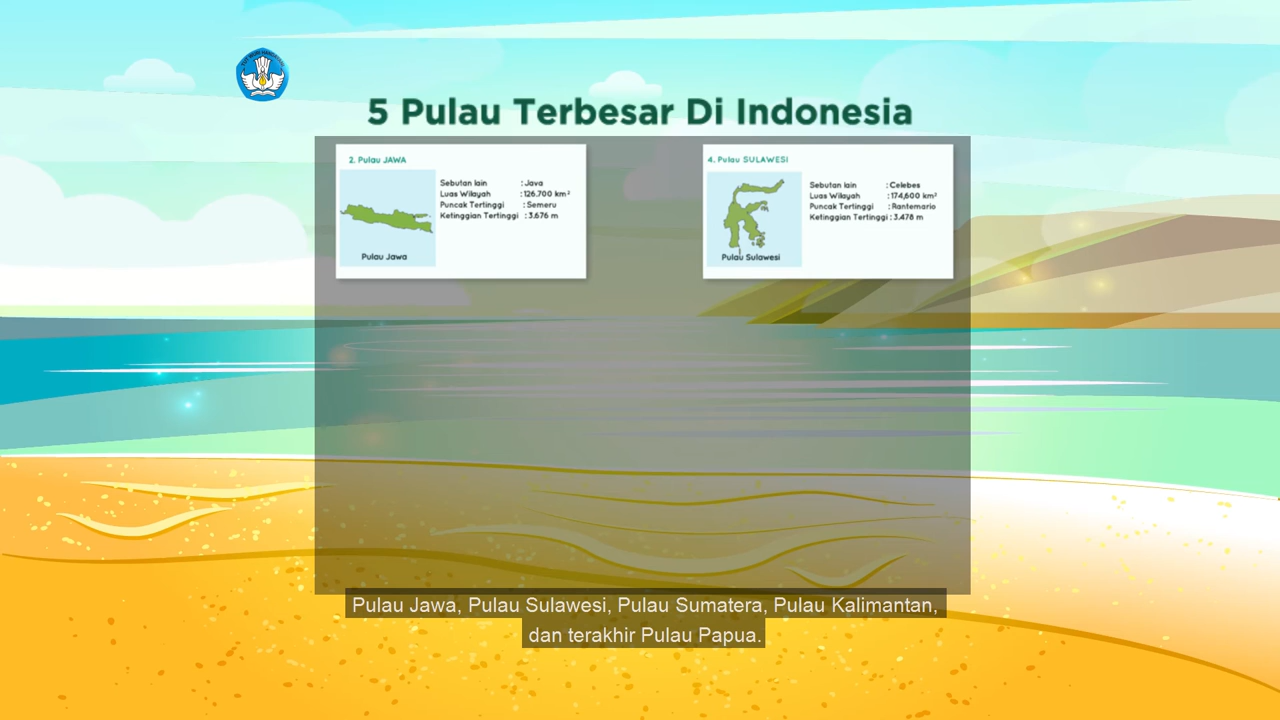 5 Pulau Terbesar Di Indonesia
2. Pulau JAWA
Sebutan lain : Java
Luas Wilayah : 126,700 km²
Puncak Tertinggi : Semeru
Ketinggian Tertinggi : 3.676 m
Pulau Jawa
4. Pulau SULAWESI
Sebutan lain : Celebes
Luas Wilayah : 174,600 km²
Puncak Tertinggi : Rantemario
Ketinggian Tertinggi : 3.478 m
Pulau Sulawesi
Pulau Jawa, Pulau Sulawesi, Pulau Sumatera, Pulau Kalimantan,
dan terakhir Pulau Papua.